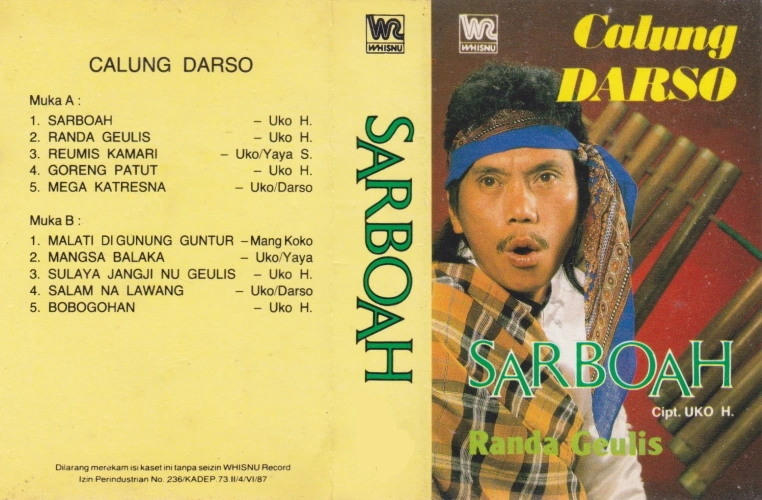 CALUNG DARSO
Muka A :
1. SARBOAH – Uko H.
2. RANDA GEULIS – Uko H.
3. REUMIS KAMARI – Uko/Yaya S.
4. GORENG PATUT – Uko H.
5. MEGA KATRESNA – Uko/Darso
Muka B :
1. MALATI DI GUNUNG GUNTUR – Mang Koko
2. MANGSA BALAKA – Uko/Yaya
3. SULAYA JANGJI NU GEULIS – Uko H.
4. SALAM NA LAWANG – Uko/Darso
5. BOBOGOHAN – Uko H.
Dilarang merekam isi kaset ini tanpa seizin WHISNU Record
Izin Perindustrian No. 236/KADEP.73.II/4/VI/87
WR
WHISNU
SARBOAH
WR
WHISNU
Calung
DARSO
SARBOAH
Cipt. UKO H.
Randa Geulis